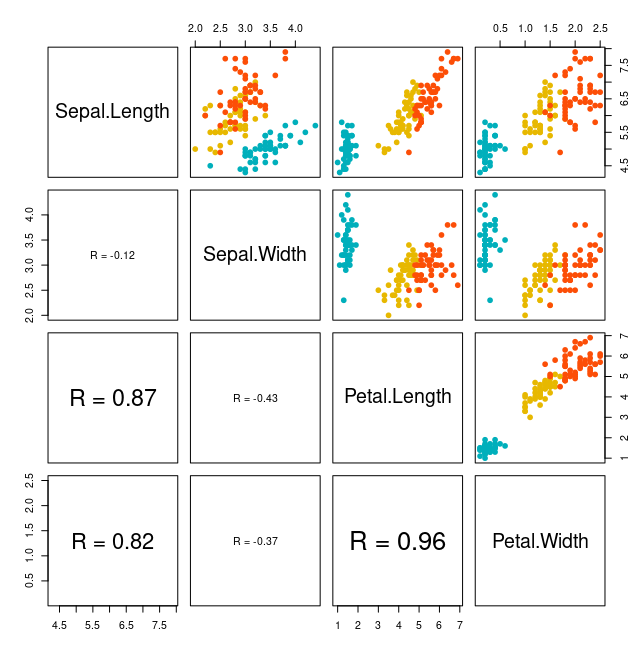 2.0 3.0 4.0
0.5 1.0 1.5 2.0 2.5
Sepal.Length
4.5 5.5 6.5 7.5
2.0 2.5 3.0 3.5 4.0
R = -0.12
Sepal.Width
R = 0.87
R = -0.43
Petal.Length
1 2 3 4 5 6 7
0.5 1.0 1.5 2.0 2.5
R = 0.82
R = -0.37
R = 0.96
Petal.Width
4.5 5.5 6.5 7.5
1 2 3 4 5 6 7